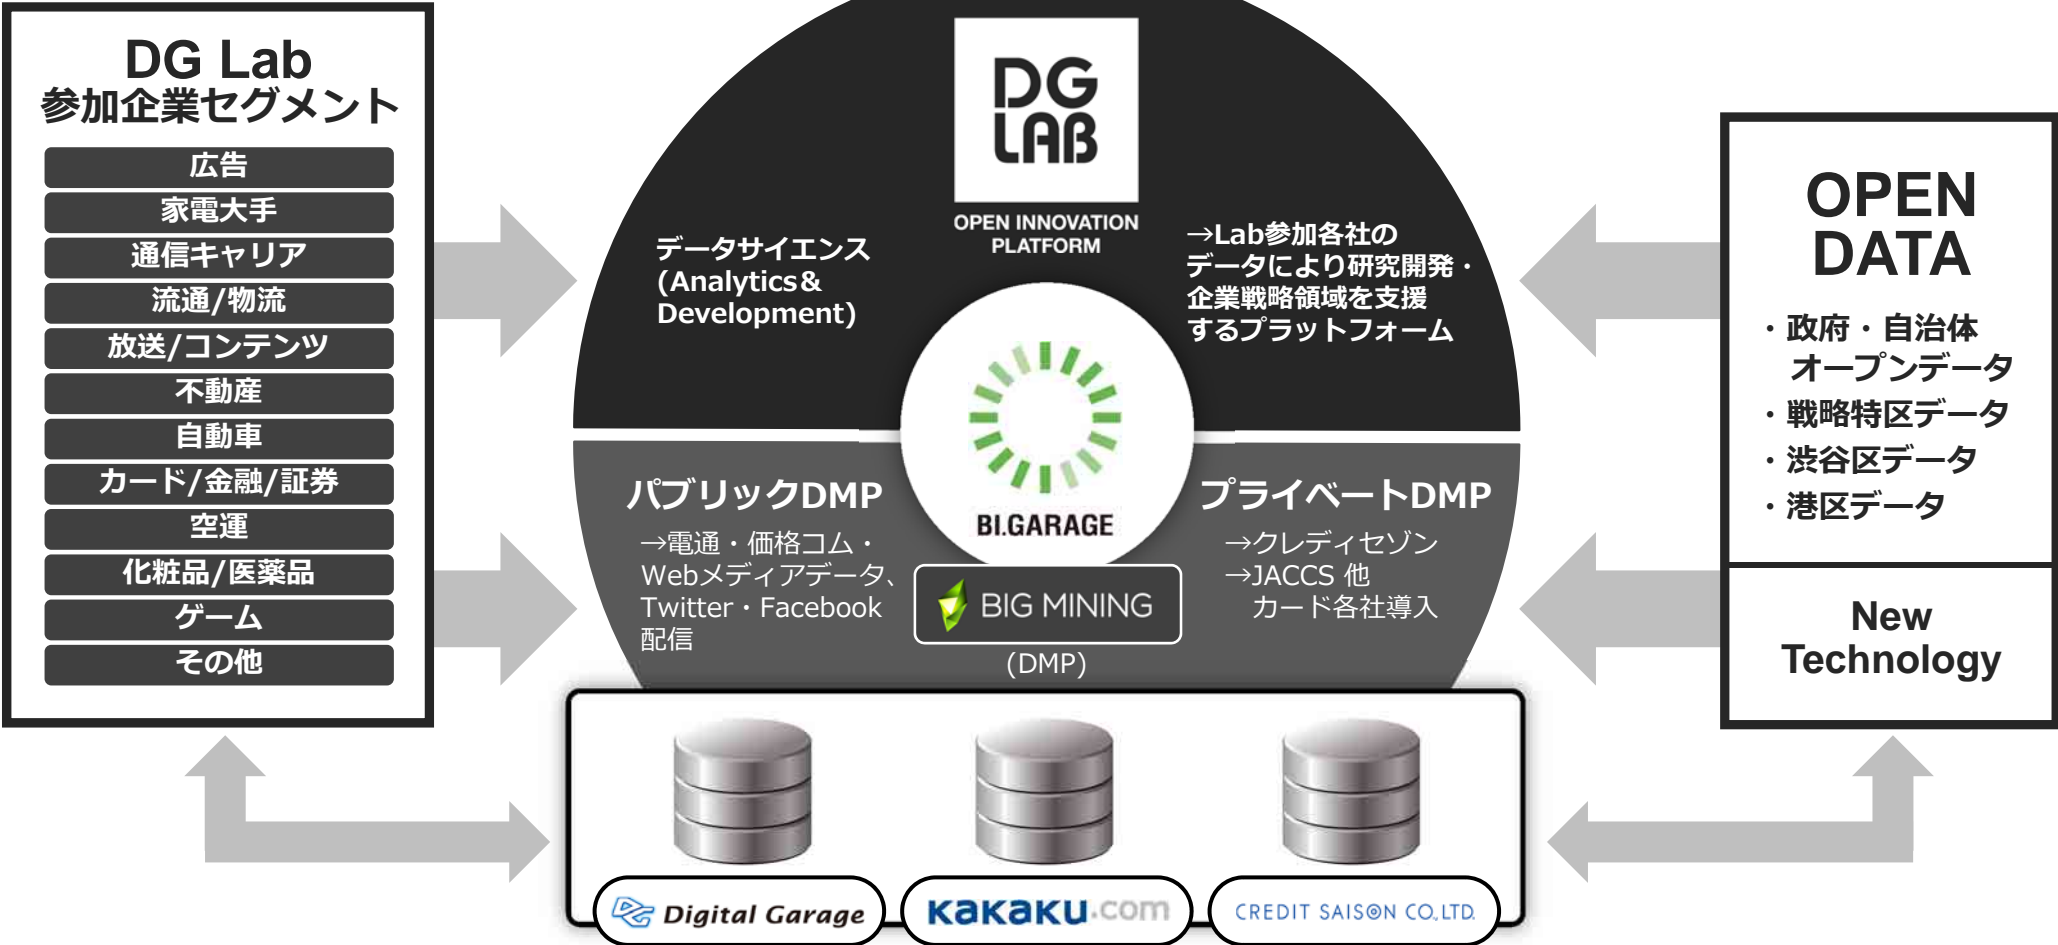 DG Lab
参加企業セグメント
広告
家電大手
通信キャリア
流通/物流
放送/コンテンツ
不動産
自動車
カード/金融/証券
空運
化粧品/医薬品
ゲーム
その他
DG
LAB
OPEN INNOVATION
PLATFORM
データサイエンス
(Analytics&
Development)
→Lab参加各社の
データにより研究開発・
企業戦略領域を支援
するプラットフォーム
BI.GARAGE
パブリックDMP
→電通・価格コム・
Webメディアデータ、
Twitter・Facebook
配信
BIG MINING
(DMP)
プライベートDMP
→クレディセゾン
→JACCS 他
カード各社導入
Digital Garage
KaKaKU.com
CREDIT SAISON CO.,LTD.
OPEN
DATA
・政府・自治体
オープンデータ
・戦略特区データ
・渋谷区データ
・港区データ
New
Technology